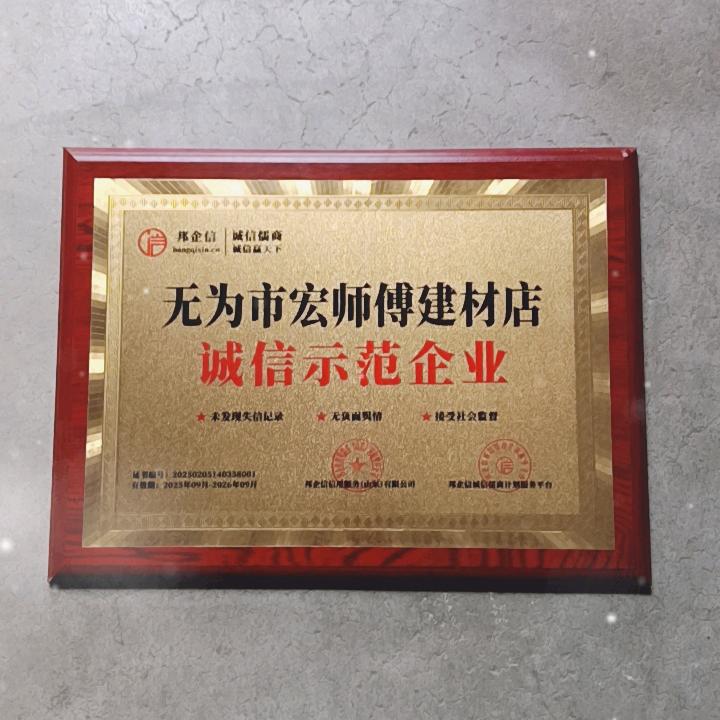 邦企信
bangqixin.cn
诚信儒商
诚信赢天下
无为市宏师傅建材店
诚信示范企业
★未发现失信记录 ★无负面舆情 ★接受社会监督
证书编号：20250205140338001
有效期：2025年09月-2026年09月
邦企信信用服务(山东)有限公司
邦企信诚信儒商计划服务平台